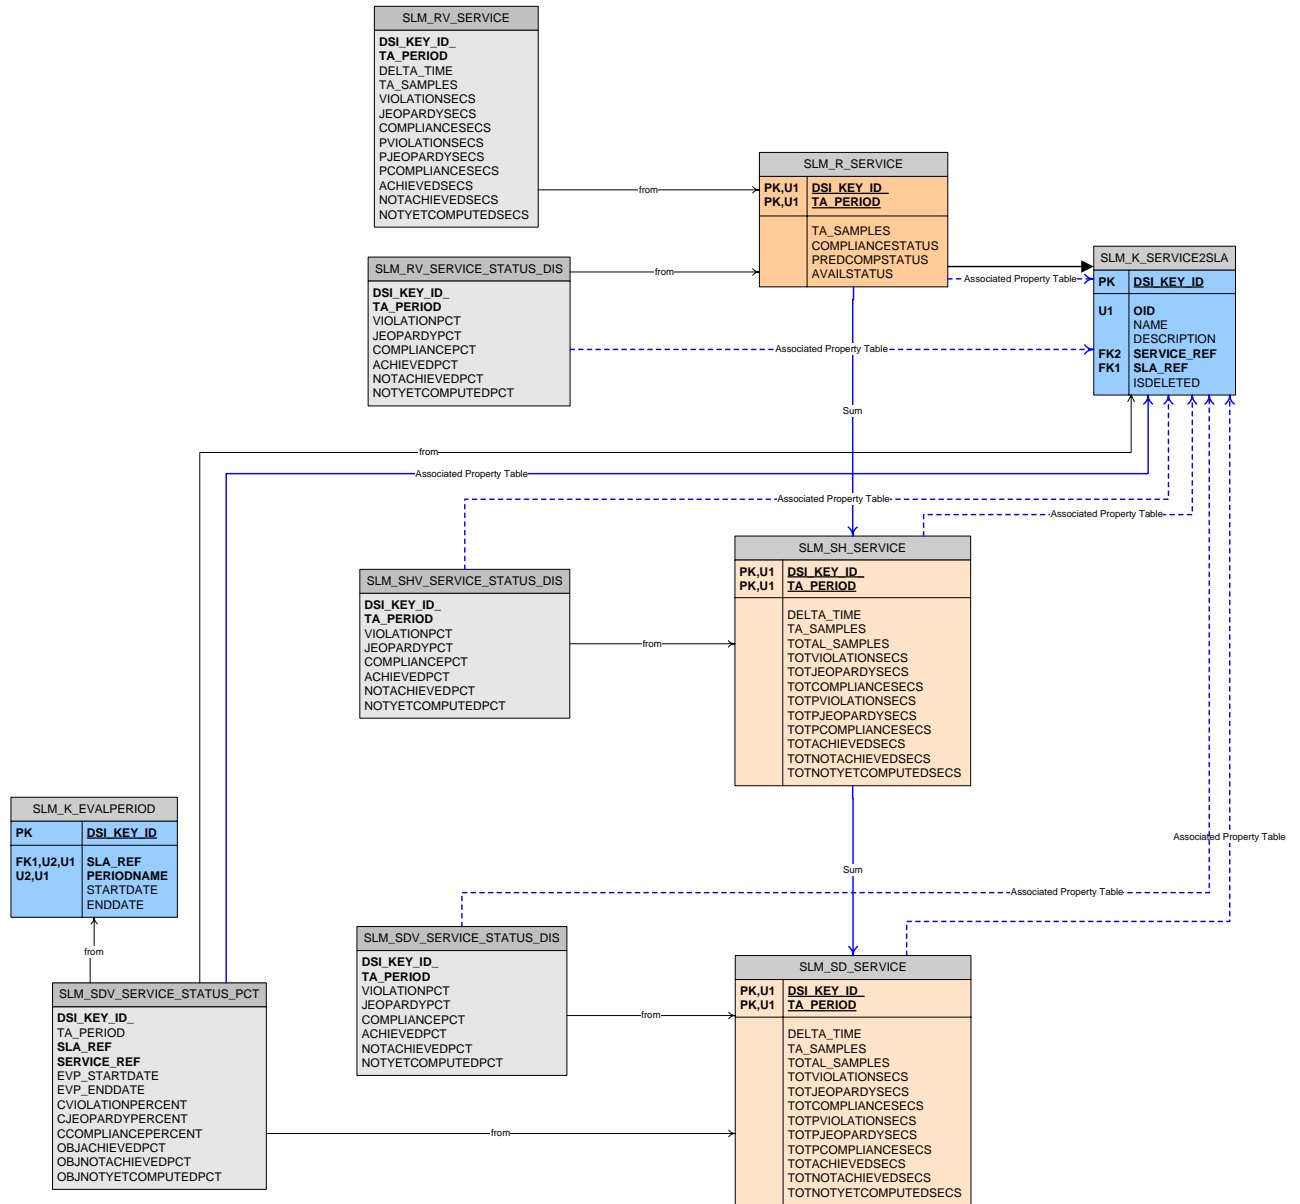 SLM_RV_SERVICE
DSI_KEY_ID_
TA_PERIOD
DELTA_TIME
TA_SAMPLES
VIOLATIONSECS
JEOPARDYSECS
COMPLIANCESECS
PVIOLATIONSECS
PJEOPARDYSECS
PCOMPLIANCESECS
ACHIEVEDSECS
NOTACHIEVEDSECS
NOTYETCOMPUTEDSECS
from
SLM_R_SERVICE
PK,U1 DSI_KEY_ID_
PK,U1 TA_PERIOD
TA_SAMPLES
COMPLIANCESTATUS
PREDCOMPSTATUS
AVAILSTATUS
SLM_RV_SERVICE_STATUS_DIS
DSI_KEY_ID_
TA_PERIOD
VIOLATIONPCT
JEOPARDYPCT
COMPLIANCEPCT
ACHIEVEDPCT
NOTACHIEVEDPCT
NOTYETCOMPUTEDPCT
from
Associated Property Table
Associated Property Table
SLM_K_SERVICE2SLA
PK DSI_KEY_ID
U1 OID
NAME
DESCRIPTION
FK2 SERVICE_REF
FK1 SLA_REF
ISDELETED
Sum
from
Associated Property Table
Associated Property Table
Associated Property Table
SLM_SH_SERVICE
PK,U1 DSI_KEY_ID_
PK,U1 TA_PERIOD
DELTA_TIME
TA_SAMPLES
TOTAL_SAMPLES
TOTVIOLATIONSECS
TOTJEOPARDYSECS
TOTCOMPLIANCESECS
TOTPVIOLATIONSECS
TOTPJEOPARDYSECS
TOTPCOMPLIANCESECS
TOTACHIEVEDSECS
TOTNOTACHIEVEDSECS
TOTNOTYETCOMPUTEDSECS
SLM_SHV_SERVICE_STATUS_DIS
DSI_KEY_ID_
TA_PERIOD
VIOLATIONPCT
JEOPARDYPCT
COMPLIANCEPCT
ACHIEVEDPCT
NOTACHIEVEDPCT
NOTYETCOMPUTEDPCT
from
SLM_K_EVALPERIOD
PK DSI_KEY_ID
FK1,U2,U1 SLA_REF
U2,U1 PERIODNAME
STARTDATE
ENDDATE
from
Associated Property Table
Sum
Associated Property Table
SLM_SDV_SERVICE_STATUS_DIS
DSI_KEY_ID_
TA_PERIOD
VIOLATIONPCT
JEOPARDYPCT
COMPLIANCEPCT
ACHIEVEDPCT
NOTACHIEVEDPCT
NOTYETCOMPUTEDPCT
from
SLM_SD_SERVICE
PK,U1 DSI_KEY_ID_
PK,U1 TA_PERIOD
DELTA_TIME
TA_SAMPLES
TOTAL_SAMPLES
TOTVIOLATIONSECS
TOTJEOPARDYSECS
TOTCOMPLIANCESECS
TOTPVIOLATIONSECS
TOTPJEOPARDYSECS
TOTPCOMPLIANCESECS
TOTACHIEVEDSECS
TOTNOTACHIEVEDSECS
TOTNOTYETCOMPUTEDSECS
SLM_SDV_SERVICE_STATUS_PCT
DSI_KEY_ID_
TA_PERIOD
SLA_REF
SERVICE_REF
EVP_STARTDATE
EVP_ENDDATE
CVIOLATIONPERCENT
CJEOPARDYPERCENT
CCOMPLIANCEPERCENT
OBJACHIEVEDPCT
OBJNOTACHIEVEDPCT
OBJNOTYETCOMPUTEDPCT
from